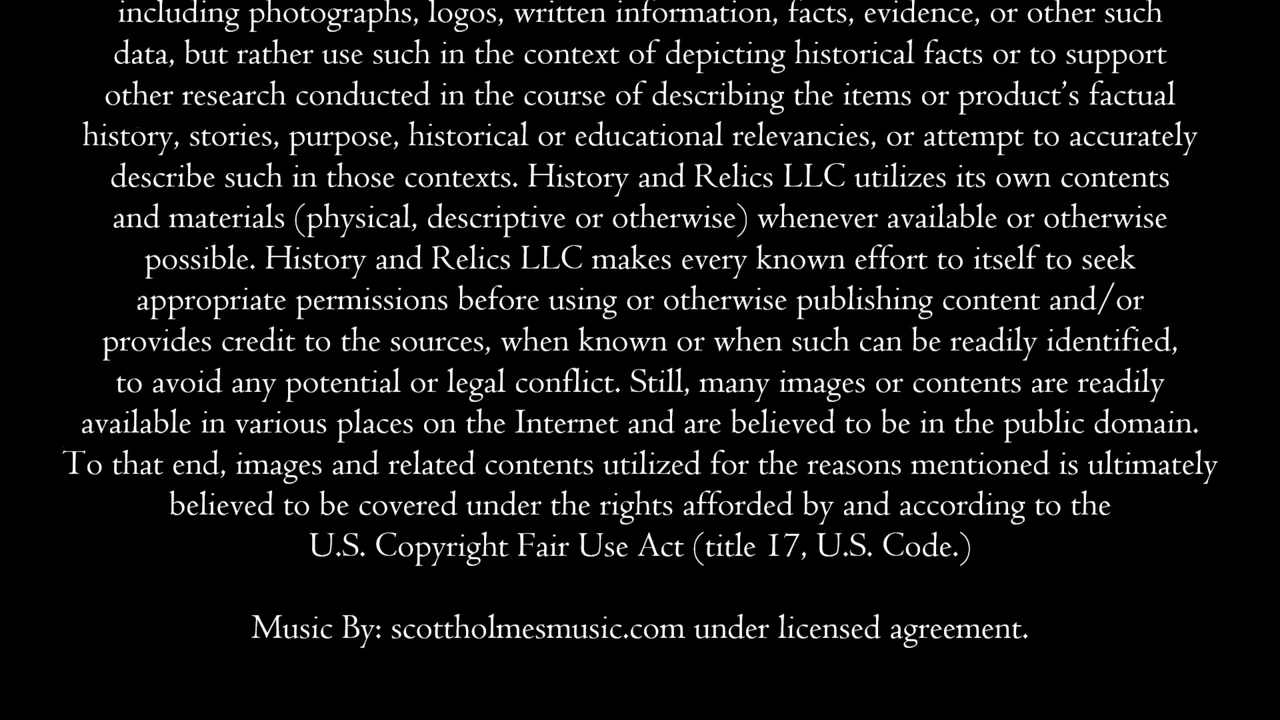 including photographs, logos, written information, facts, evidence, or other such
data, but rather use such in the context of depicting historical facts or to support
other research conducted in the course of describing the items or product's factual
history, stories, purpose, historical or educational relevancies, or attempt to accurately
describe such in those contexts. History and Relics LLC utilizes its own contents
and materials (physical, descriptive or otherwise) whenever available or otherwise
possible. History and Relics LLC makes every known effort to itself to seek
appropriate permissions before using or otherwise publishing content and/or
provides credit to the sources, when known or when such can be readily identified,
to avoid any potential or legal conflict. Still, many images or contents are readily
available in various places on the Internet and are believed to be in the public domain.
To that end, images and related contents utilized for the reasons mentioned is ultimately
believed to be covered under the rights afforded by and according to the
U.S. Copyright Fair Use Act (title 17, U.S. Code.)
Music By: scottholmesmusic.com under licensed agreement.